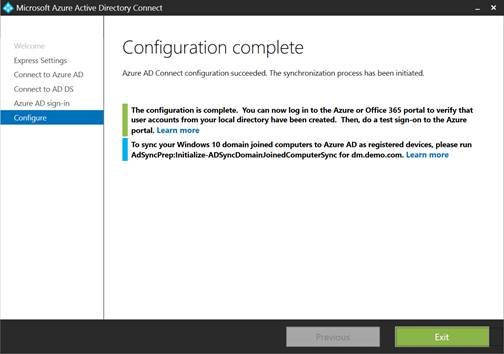 Microsoft Azure Active Directory Connect
Welcome
Express Settings
Connect to Azure AD
Connect to AD DS
Azure AD sign-in
Configure
Configuration complete
Azure AD Connect configuration succeeded. The synchronization process has been initiated.
The configuration is complete. You can now log in to the Azure or Office 365 portal to verify that
user accounts from your local directory have been created. Then, do a test sign-on to the Azure
portal. Learn more
To sync your Windows 10 domain joined computers to Azure AD as registered devices, please run
AdSyncPrep:Initialize-ADSyncDomainJoinedComputerSync for dm.demo.com. Learn more
Previous
Exit